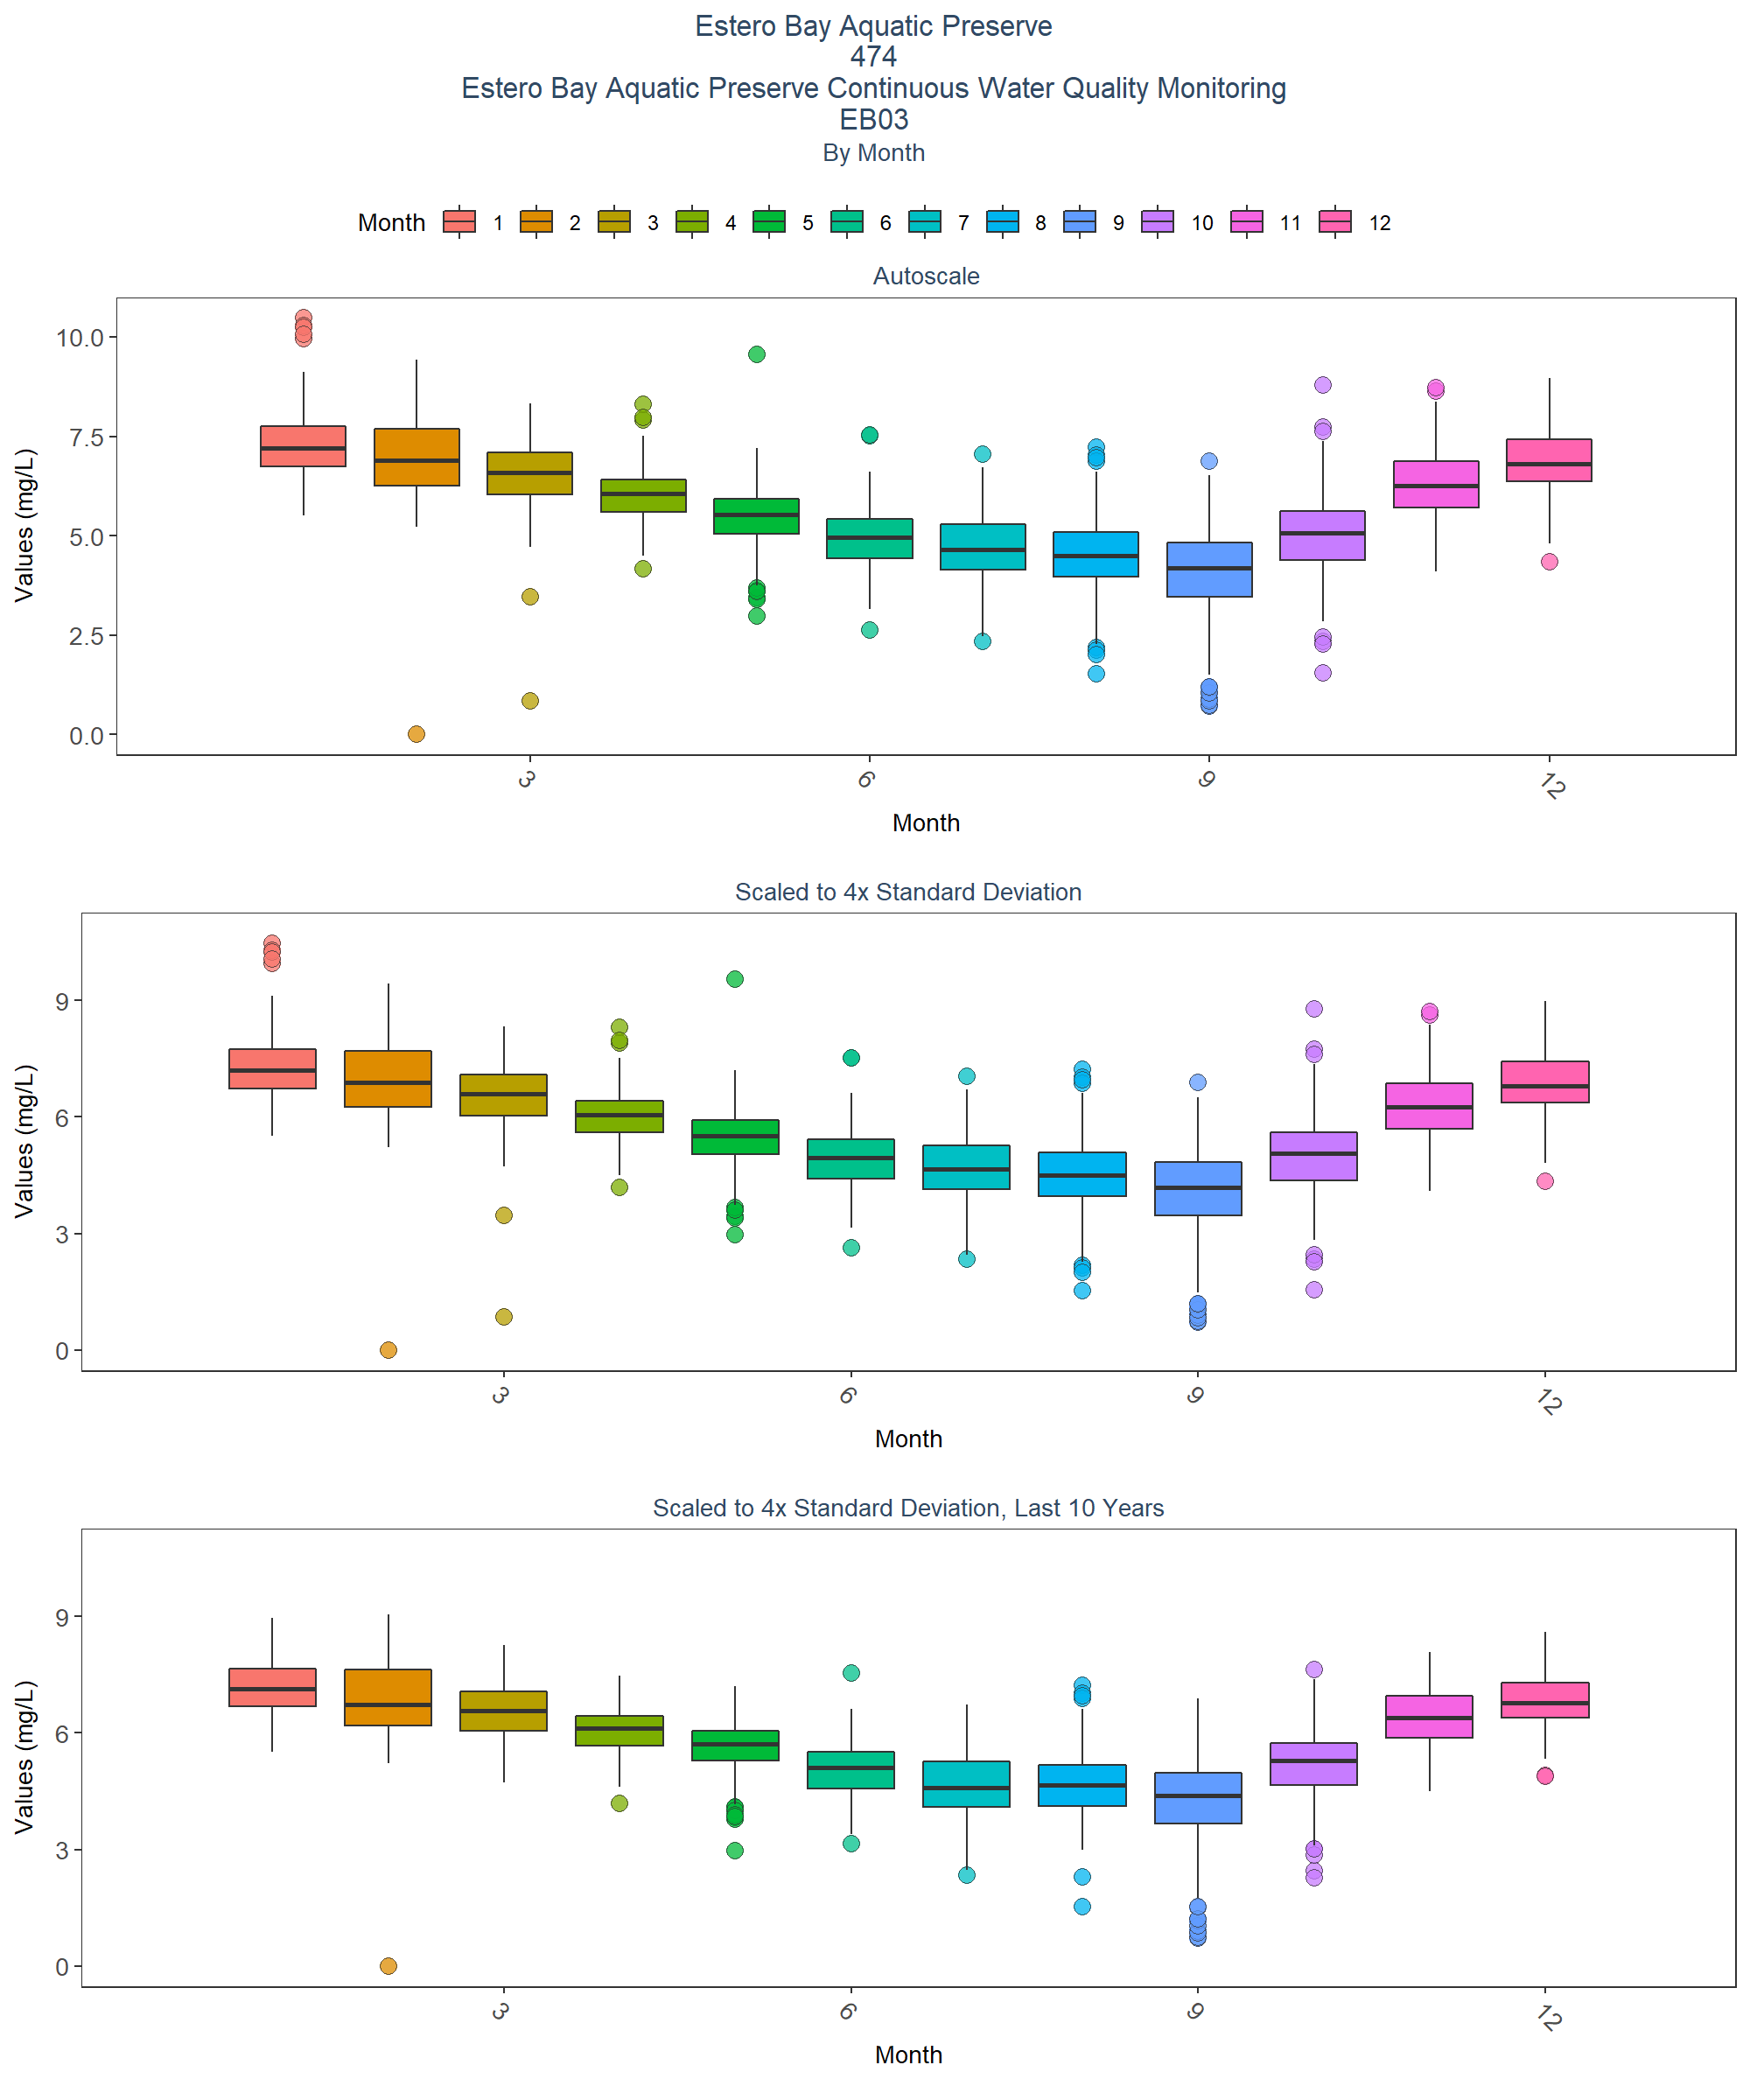 Estero Bay Aquatic Preserve
474
Estero Bay Aquatic Preserve Continuous Water Quality Monitoring
EB03
By Month
Month 1 2 3 4 5 6 7 8 9 10 11 12
Autoscale
Values (mg/L)
10.0
7.5
5.0
2.5
0.0
3 6 9 12
Month
Scaled to 4x Standard Deviation
Values (mg/L)
9
6
3
0
3 6 9 12
Month
Scaled to 4x Standard Deviation, Last 10 Years
Values (mg/L)
9
6
3
0
3 6 9 12
Month